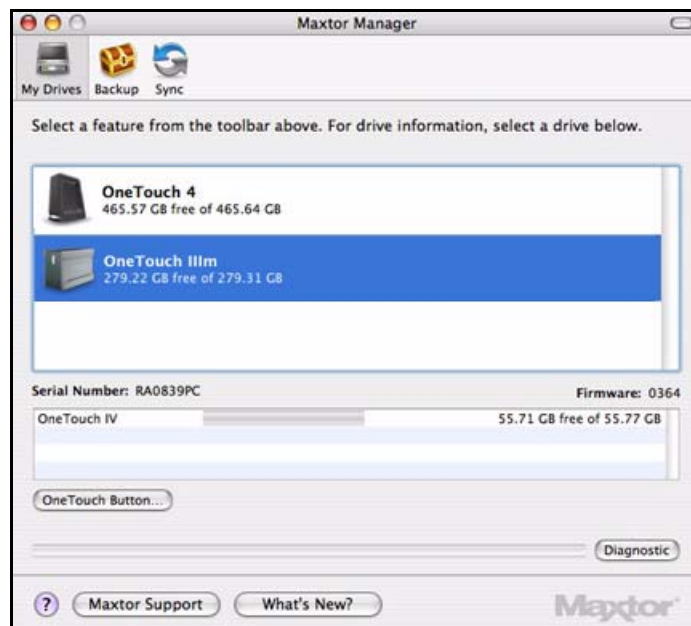 Maxtor Manager
My Drives Backup Sync
Select a feature from the toolbar above. For drive information, select a drive below.
OneTouch 4
465.57 GB free of 465.64 GB
OneTouch IIIm
279.22 GB free of 279.31 GB
Serial Number: RA0839PC Firmware: 0364
OneTouch IV 55.71 GB free of 55.77 GB
OneTouch Button...
Diagnostic
? Maxtor Support What's New? Maxtor